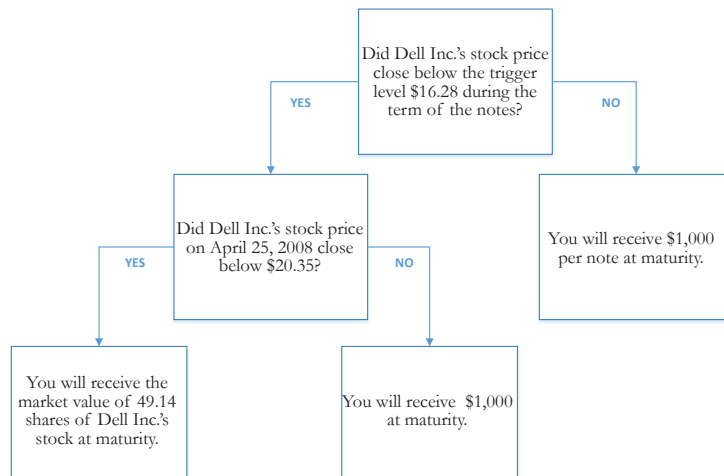 Did Dell Inc.'s stock price
close below the trigger
level $16.28 during the
term of the notes?
YES
NO
Did Dell Inc.'s stock price
on April 25, 2008 close
below $20.35?
You will receive $1,000
per note at maturity.
YES
NO
You will receive the
market value of 49.14
shares of Dell Inc.'s
stock at maturity.
You will receive $1,000
at maturity.